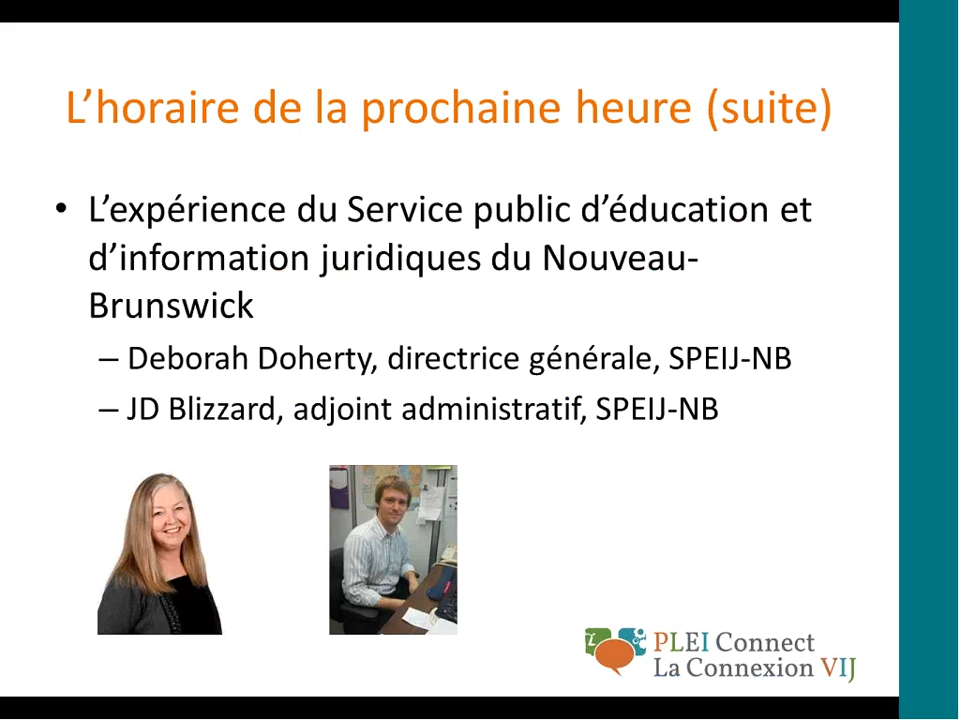 L’horaire de la prochaine heure (suite)
• L’expérience du Service public d’éducation et
d’information juridiques du Nouveau-
Brunswick
– Deborah Doherty, directrice générale, SPEIJ-NB
– JD Blizzard, adjoint administratif, SPEIJ-NB
PLEI Connect
La Connexion VIJ